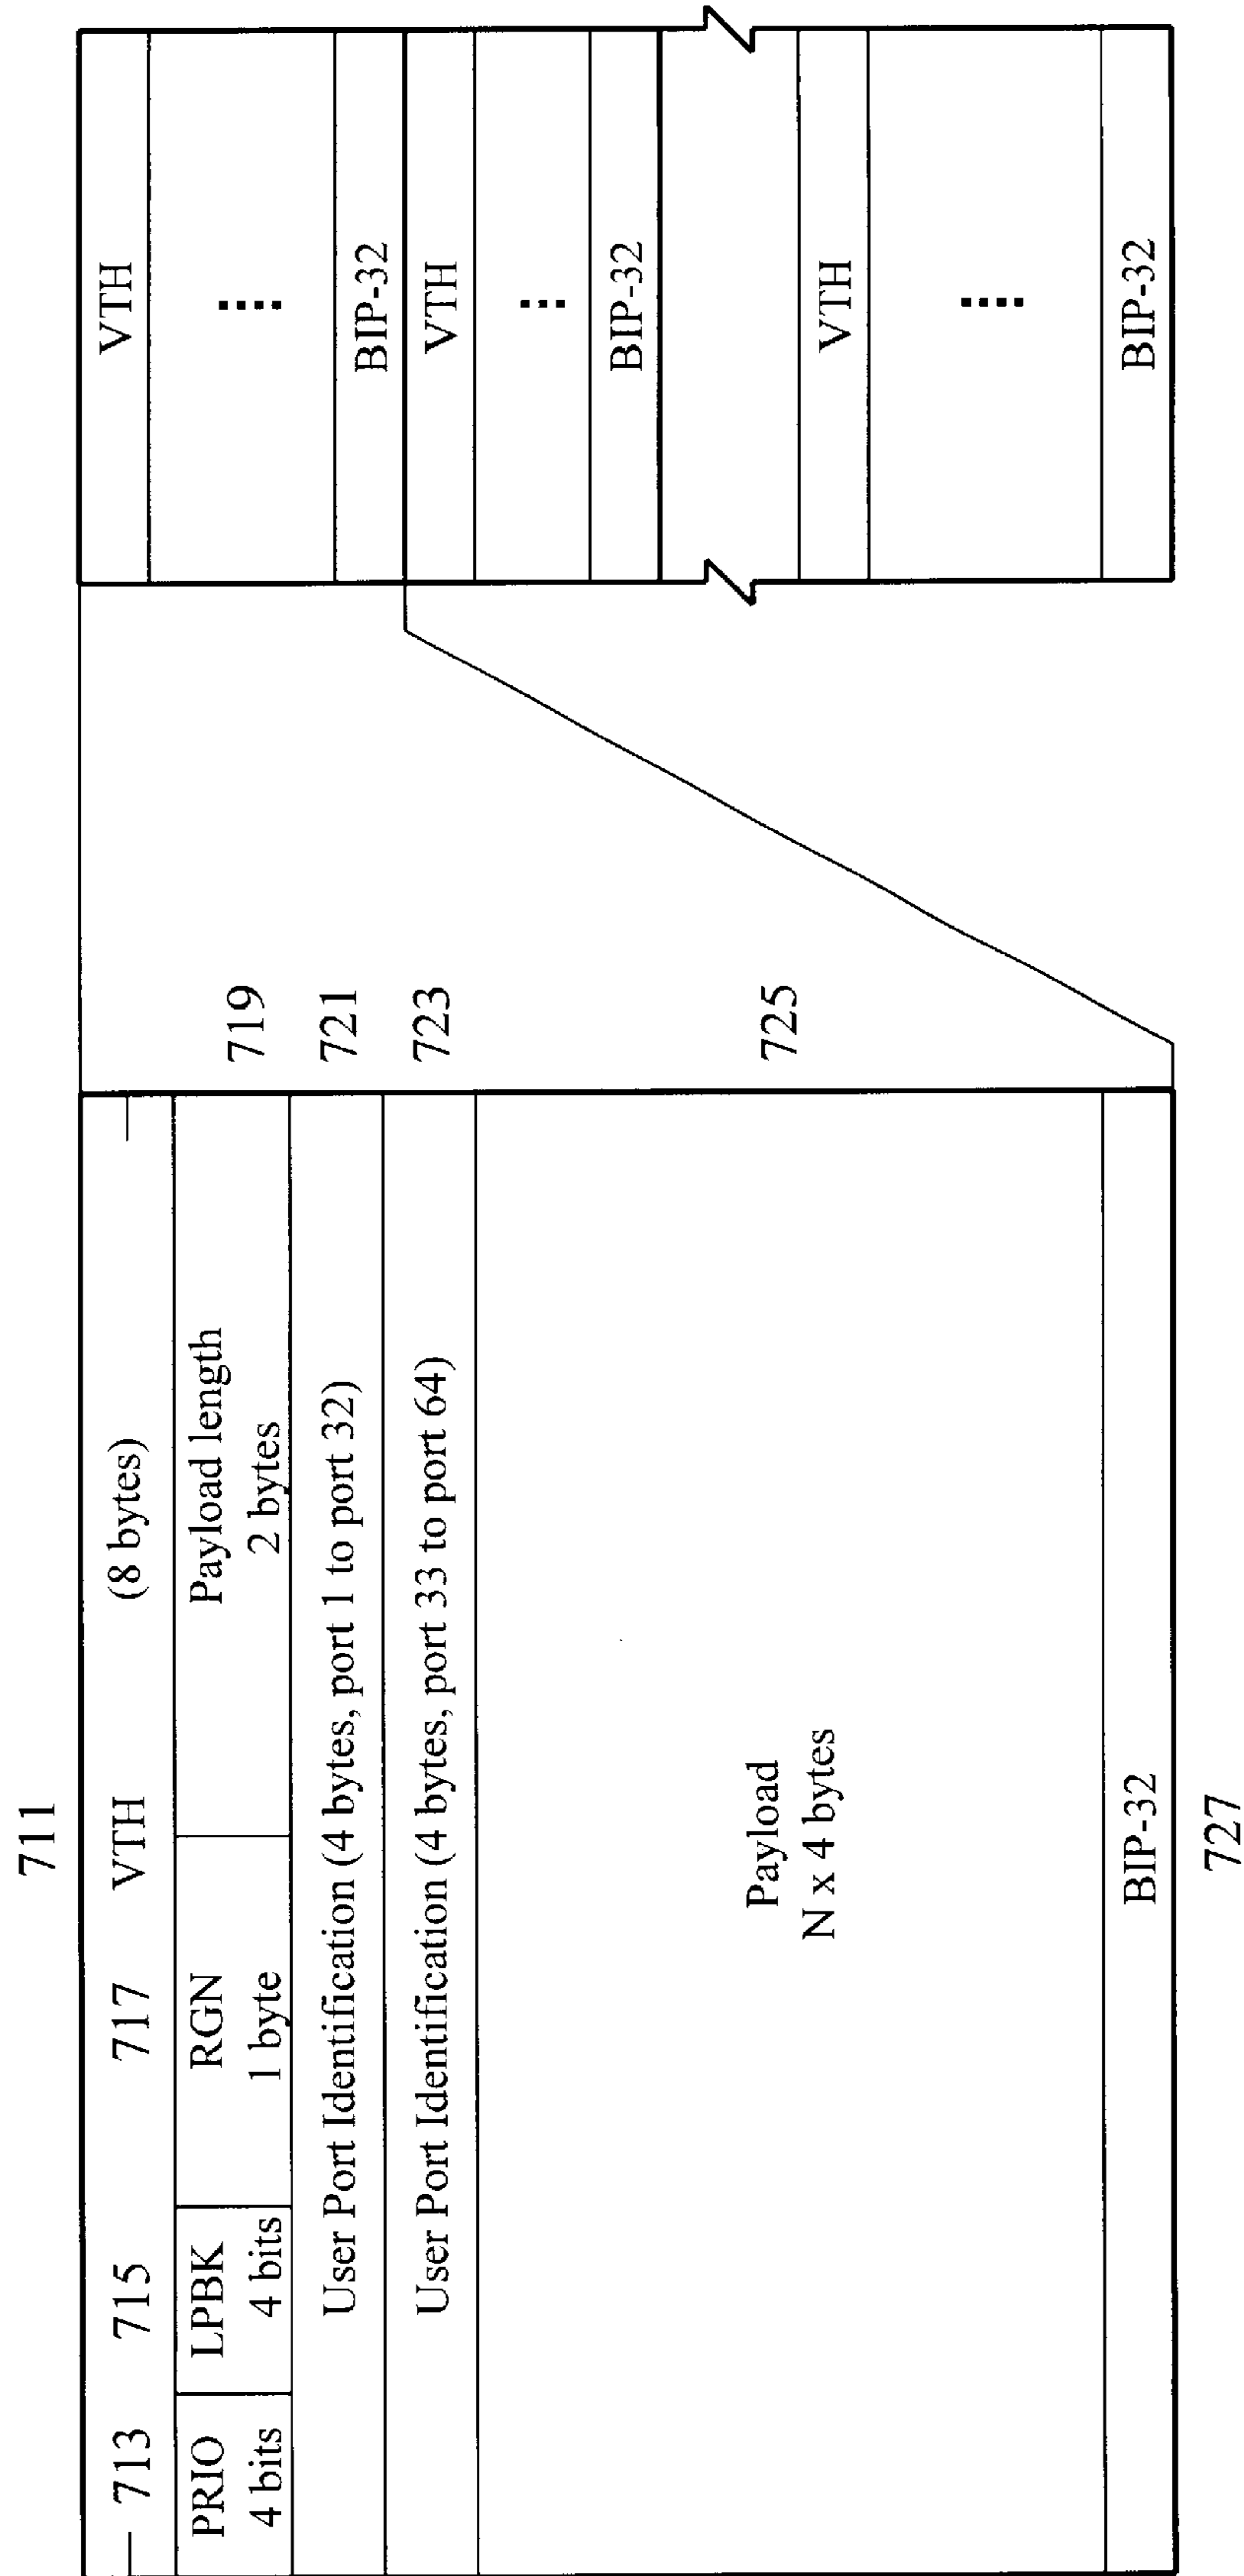 711
713 715 717 VTH (8 bytes)
PRIO LPBK RGN Payload length
4 bits 4 bits 1 byte 2 bytes
719
User Port Identification (4 bytes, port 1 to port 32)
721
User Port Identification (4 bytes, port 33 to port 64)
723
Payload
N x 4 bytes
725
BIP-32
727
VTH
BIP-32
VTH
BIP-32
VTH
BIP-32